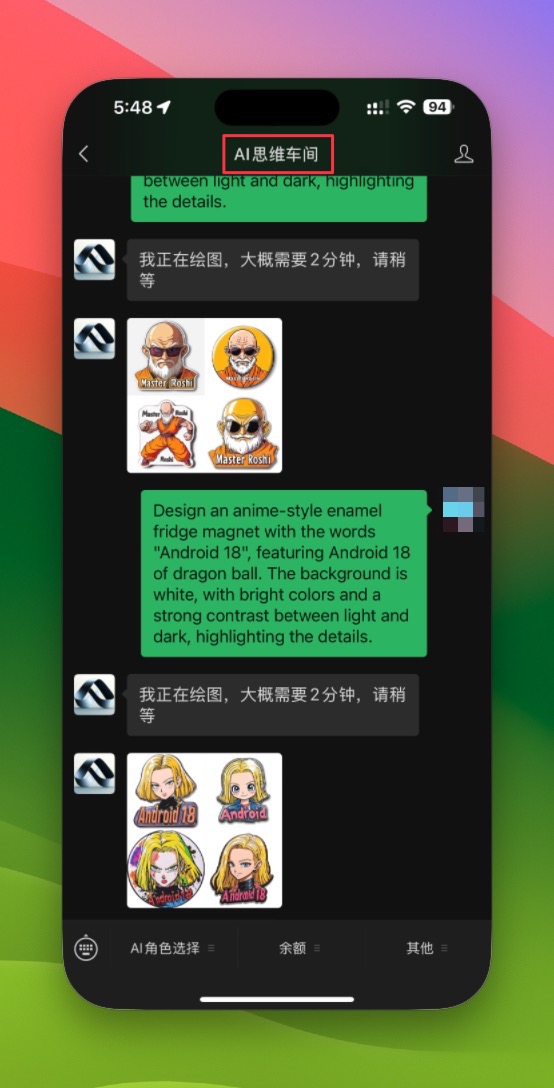 5:48
94
AI思维车间
between light and dark, highlighting
the details.
我正在绘图，大概需要2分钟，请稍
等
Master Roshi
Master Roshi
Roshi
Master Roshi
Design an anime-style enamel
fridge magnet with the words
"Android 18", featuring Android 18
of dragon ball. The background is
white, with bright colors and a
strong contrast between light and
dark, highlighting the details.
我正在绘图，大概需要2分钟，请稍
等
Android 18
Android
Android 18
AI角色选择
余额
其他